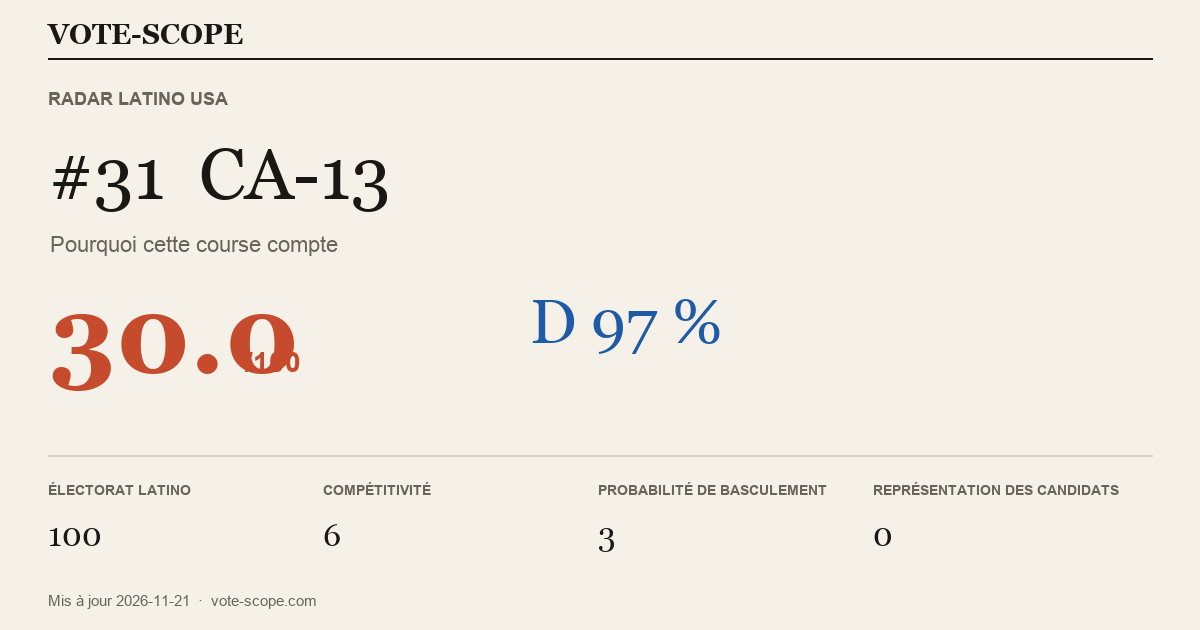 VOTE-SCOPE
RADAR LATINO USA
#31 CA-13
Pourquoi cette course compte
30.0 /100
D 97 %
ÉLECTORAT LATINO
COMPÉTITIVITÉ
PROBABILITÉ DE BASCULEMENT
REPRÉSENTATION DES CANDIDATS
100
6
3
0
Mis à jour 2026-11-21 · vote-scope.com